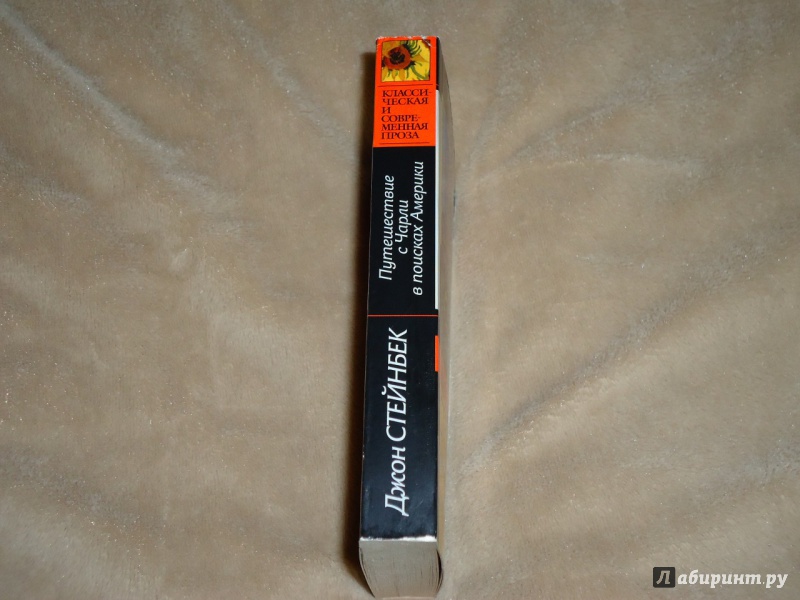 КЛАССИ-
ЧЕСКАЯ И
СОВРЕ-
МЕННАЯ
ПРОЗА
Путешествие
с Чарли
в поисках Америки
Джон СТЕЙНБЕК
Лабиринт.ру